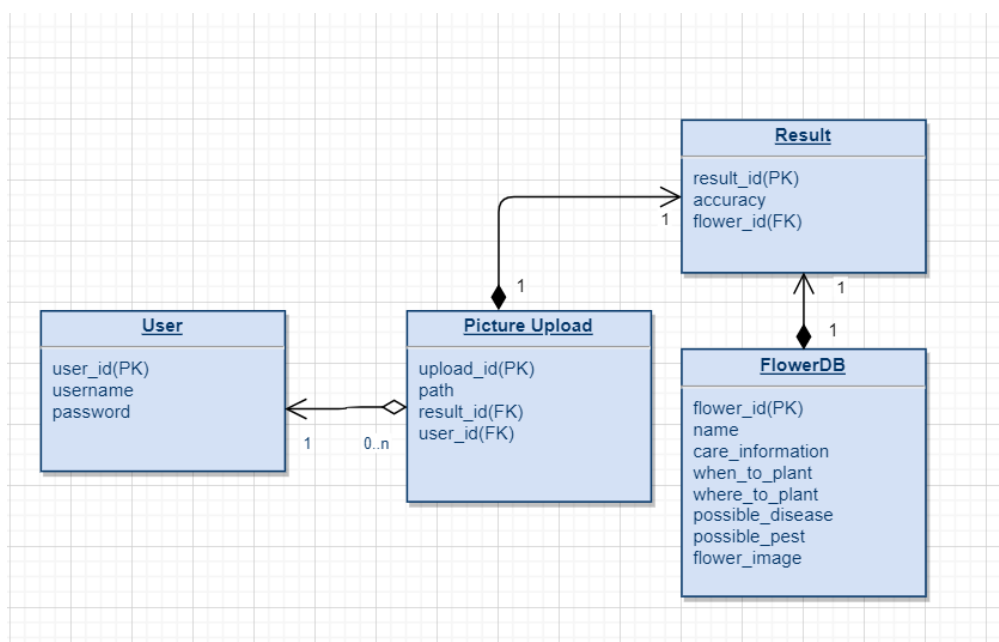 Result
result_id(PK)
accuracy
flower_id(FK)
1
1
User
user_id(PK)
username
password
1
0..n
Picture Upload
upload_id(PK)
path
result_id(FK)
user_id(FK)
1
1
FlowerDB
flower_id(PK)
name
care_information
when_to_plant
where_to_plant
possible_disease
possible_pest
flower_image